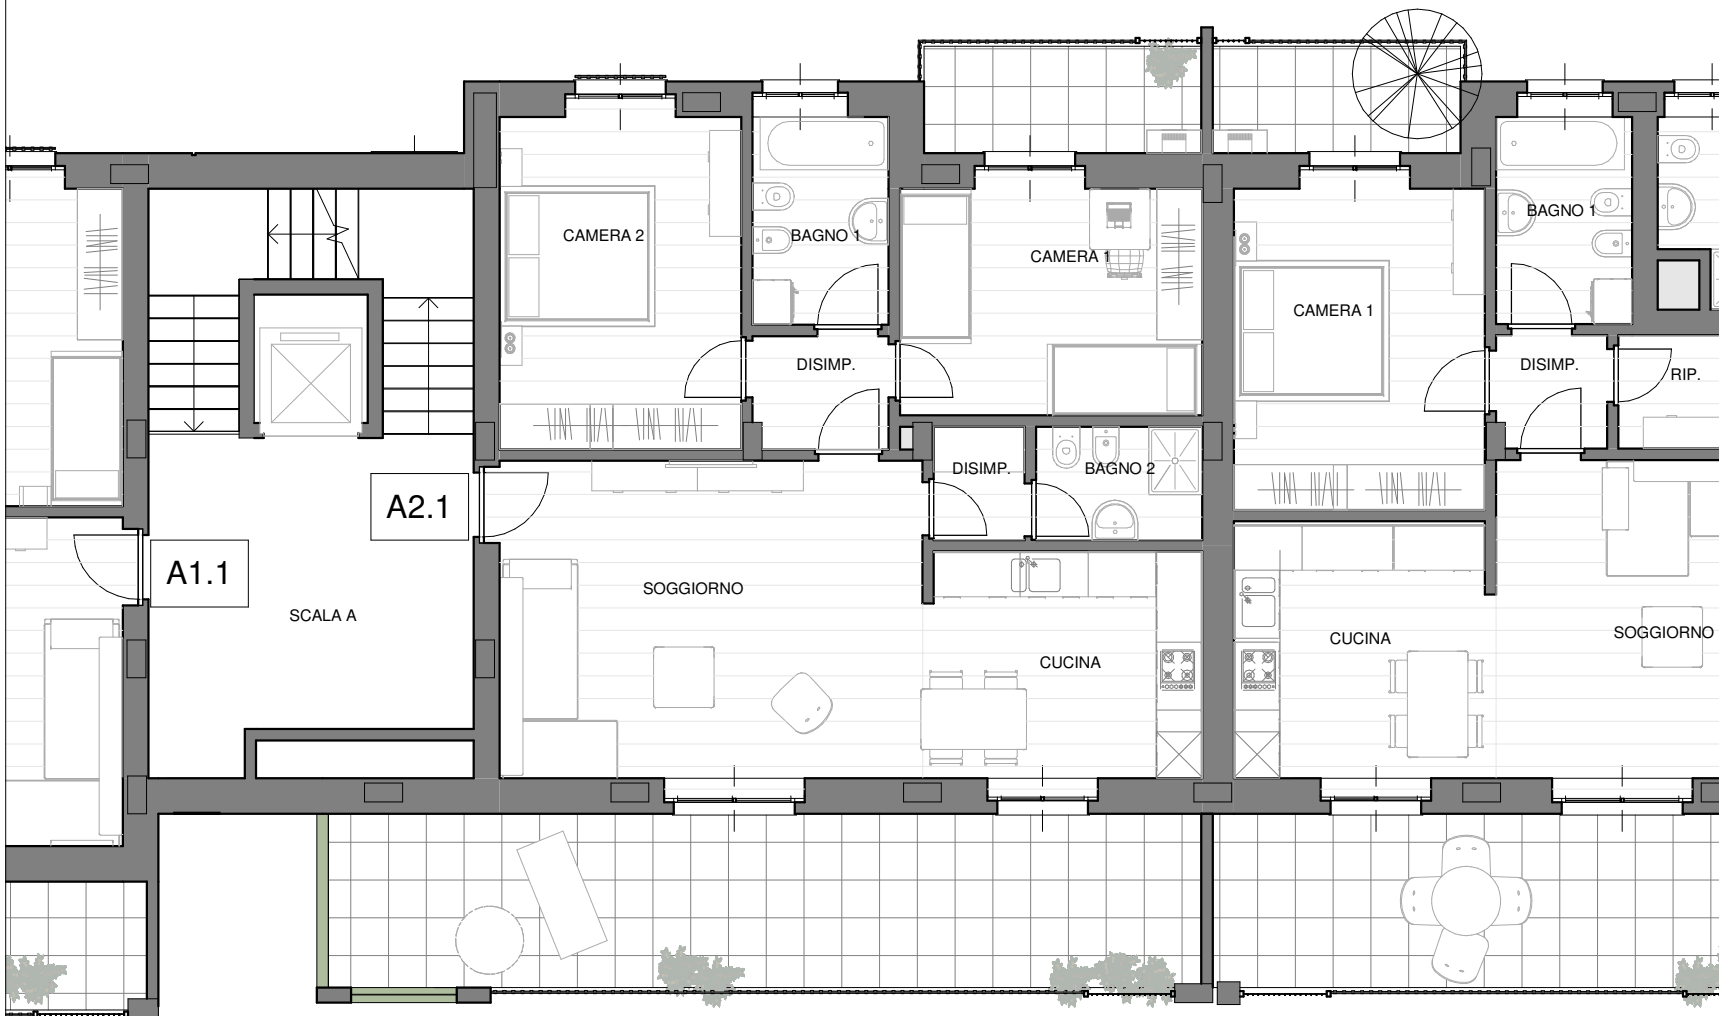 CAMERA 2
BAGNO 1
CAMERA 1
CAMERA 1
BAGNO 1
DISIMP.
DISIMP.
RIP.
DISIMP.
BAGNO 2
A2.1
A1.1
SOGGIORNO
SCALA A
CUCINA
CUCINA
SOGGIORNO